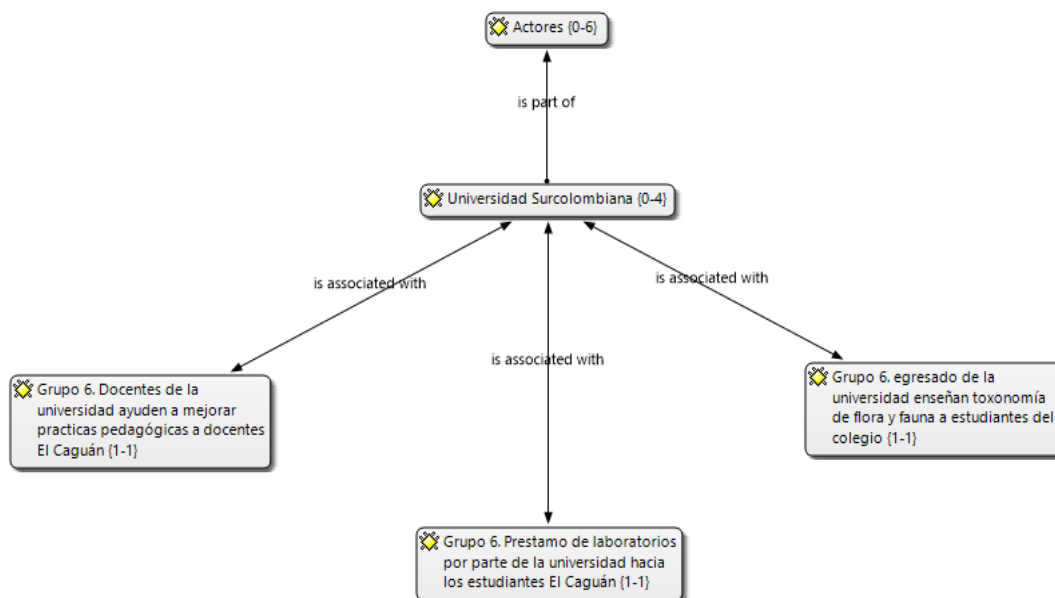 Actores {0-6}
is part of
Universidad Surcolombiana {0-4}
is associated with
is associated with
is associated with
Grupo 6. Docentes de la
universidad ayuden a mejorar
practicas pedagógicas a docentes
El Caguán {1-1}
Grupo 6. egresado de la
universidad enseñan toxonomía
de flora y fauna a estudiantes del
colegio {1-1}
Grupo 6. Prestamo de laboratorios
por parte de la universidad hacia
los estudiantes El Caguán {1-1}